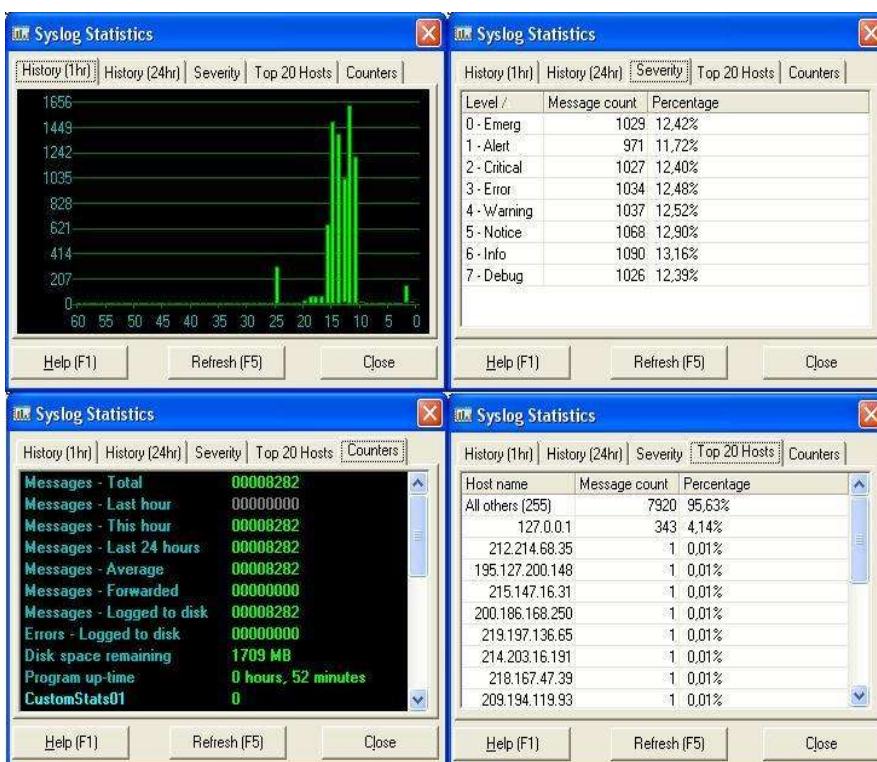 Syslog Statistics
History (1hr) History (24hr) Severity Top 20 Hosts Counters
1656
1449
1242
1035
828
621
414
207
0
60 55 50 45 40 35 30 25 20 15 10 5 0
Help (F1) Refresh (F5) Close
Syslog Statistics
History (1hr) History (24hr) Severity Top 20 Hosts Counters
Level / Message count Percentage
0 - Emerg 1029 12,42%
1 - Alert 971 11,72%
2 - Critical 1027 12,40%
3 - Error 1034 12,48%
4 - Warning 1037 12,52%
5 - Notice 1068 12,90%
6 - Info 1090 13,16%
7 - Debug 1026 12,39%
Help (F1) Refresh (F5) Close
Syslog Statistics
History (1hr) History (24hr) Severity Top 20 Hosts Counters
Messages - Total 00008282
Messages - Last hour 00000000
Messages - This hour 00008282
Messages - Last 24 hours 00008282
Messages - Average 00008282
Messages - Forwarded 00000000
Messages - Logged to disk 00008282
Errors - Logged to disk 00000000
Disk space remaining 1709 MB
Program up-time 0 hours, 52 minutes
CustomStats01 0
Help (F1) Refresh (F5) Close
Syslog Statistics
History (1hr) History (24hr) Severity Top 20 Hosts Counters
Host name Message count Percentage
All others (255) 7920 95,63%
127.0.0.1 343 4,14%
212.214.68.35 1 0,01%
195.127.200.148 1 0,01%
215.147.16.31 1 0,01%
200.186.168.250 1 0,01%
219.197.136.65 1 0,01%
214.203.16.191 1 0,01%
218.167.47.39 1 0,01%
209.194.119.93 1 0,01%
Help (F1) Refresh (F5) Close